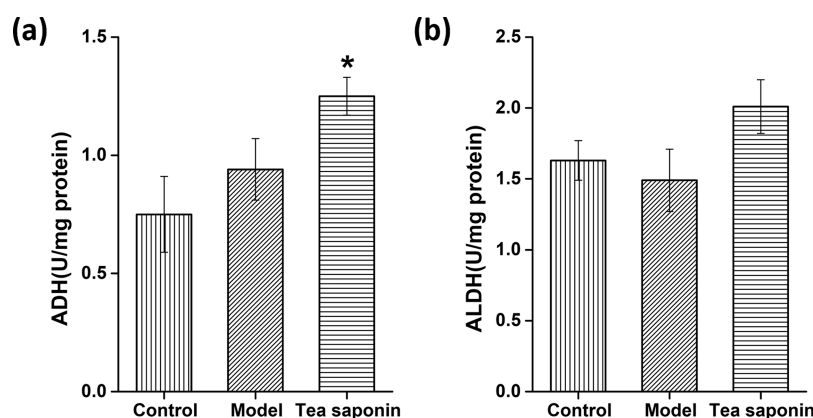 (a)
ADH(U/mg protein)
1.5
1.0
0.5
0.0
*
Control Model Tea saponin
(b)
ALDH(U/mg protein)
2.5
2.0
1.5
1.0
0.5
0.0
Control Model Tea saponin